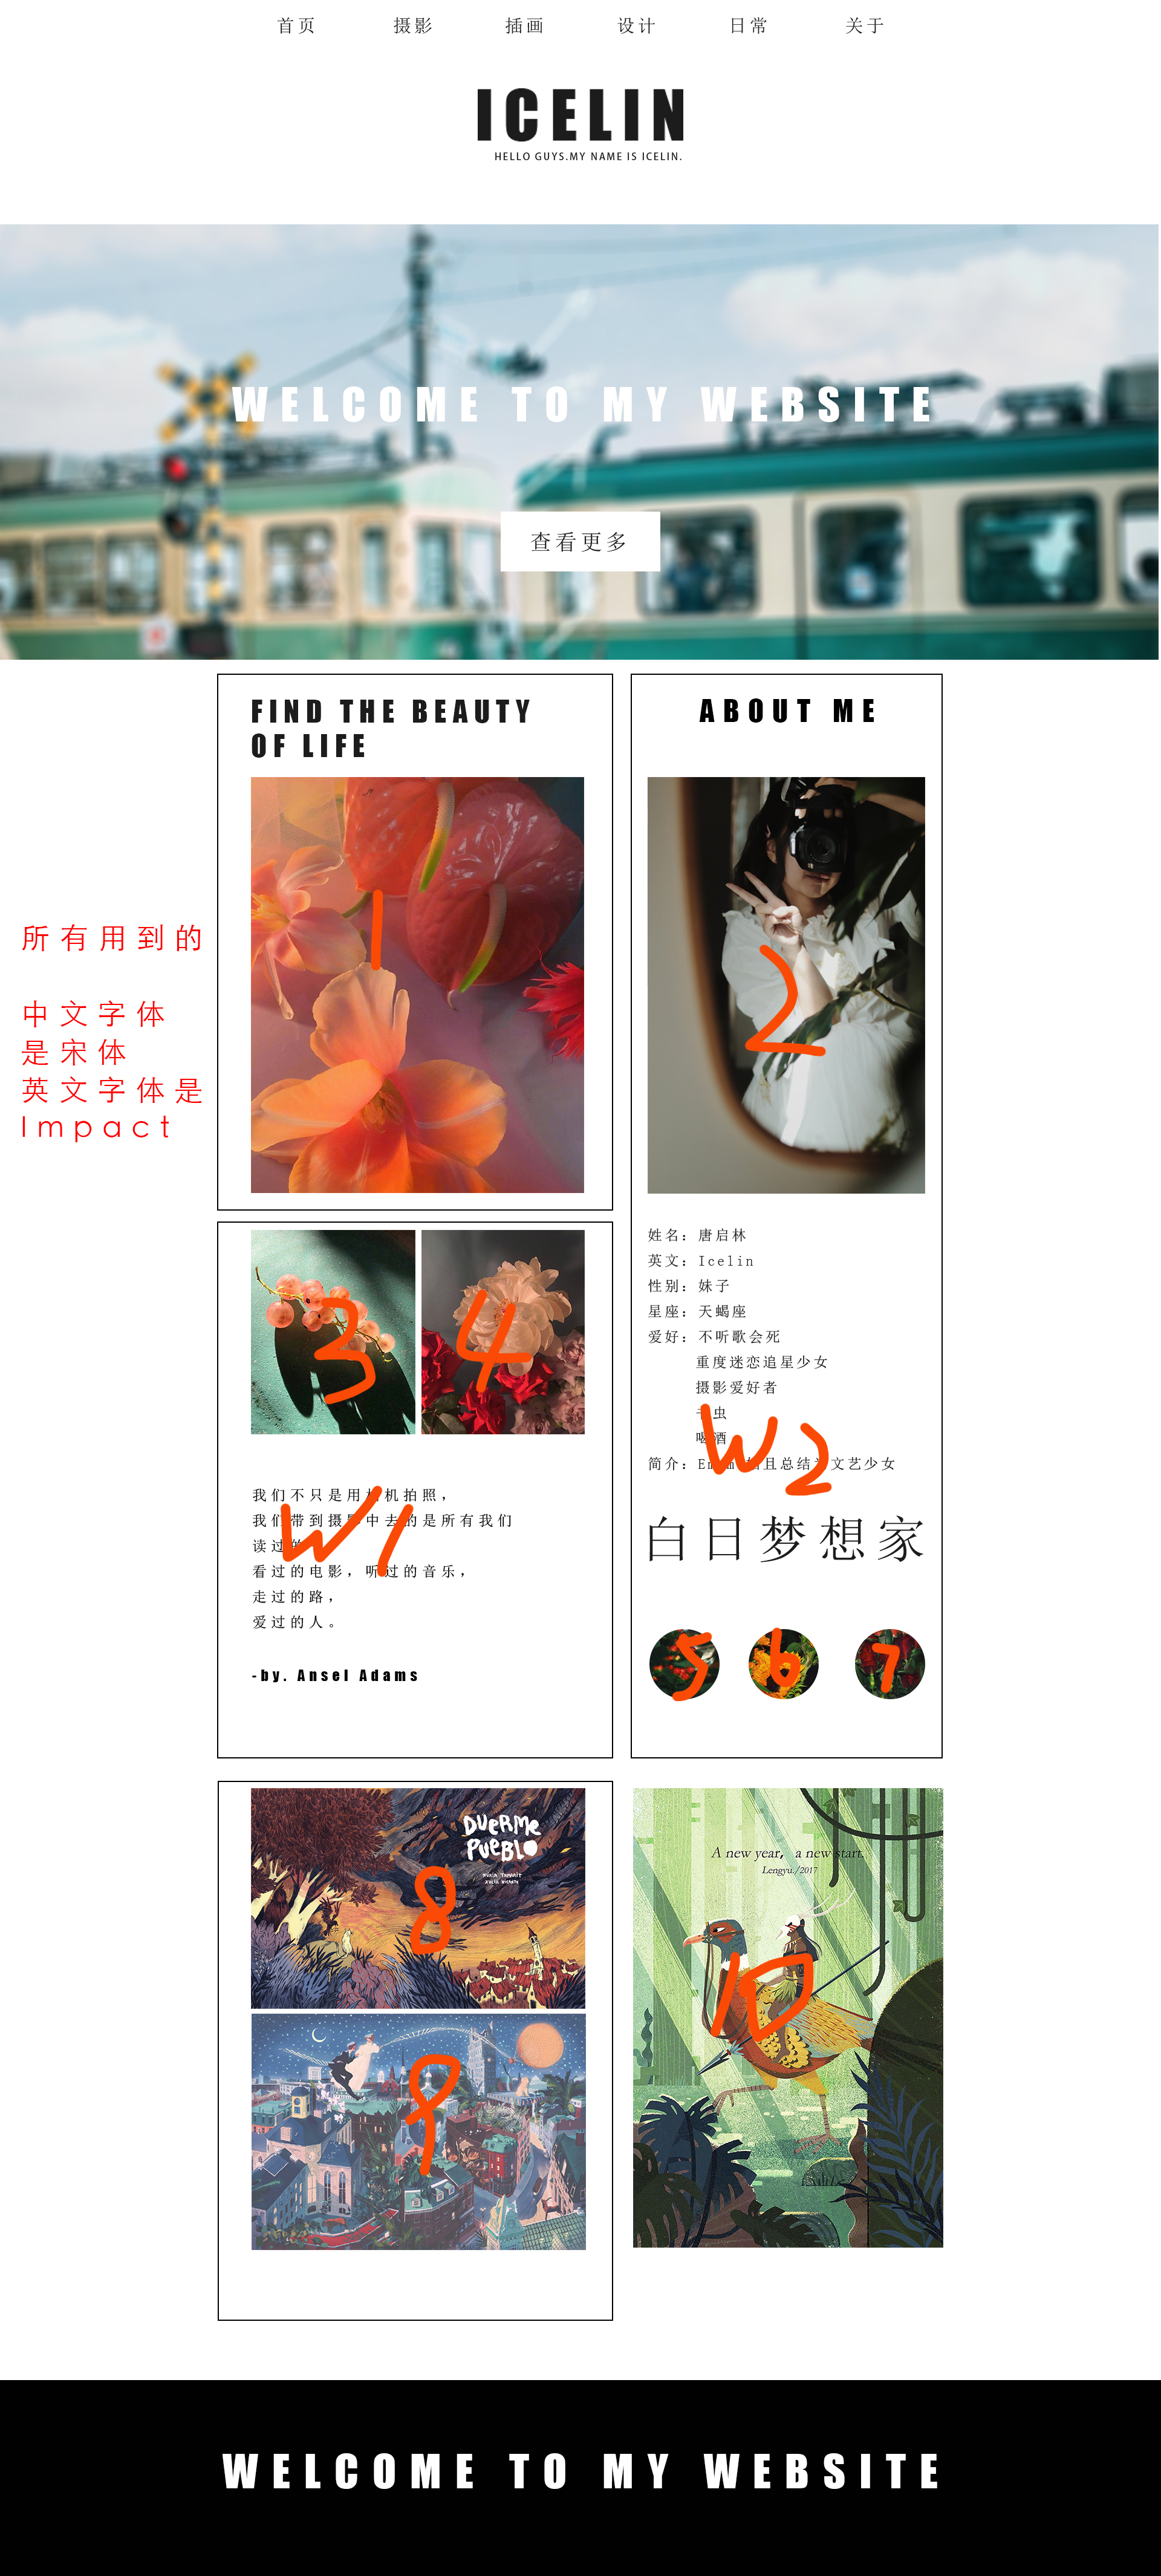 首页 摄影 插画 设计 日常 关于
ICELIN
HELLO GUYS.MY NAME IS ICELIN.
WELCOME TO MY WEBSITE
查看更多
FIND THE BEAUTY
OF LIFE
1
ABOUT ME
2
所有用到的
中文字体
是宋体
英文字体是
Impact
3
4
我们不只是用相机拍照，
我们带到摄影中去的是所有我们
读过的
看过的电影，听过的音乐，
走过的路，
爱过的人。
W1
-by. Ansel Adams
姓名：唐启林
英文：Icelin
性别：妹子
星座：天蝎座
爱好：不听歌会死
重度迷恋追星少女
摄影爱好者
虫
喝酒
简介：且总结为文艺少女
W2
白日梦想家
5
6
7
DUERME
PUEBLO
8
9
A new year, a new start.
Lengyu./2017
10
WELCOME TO MY WEBSITE